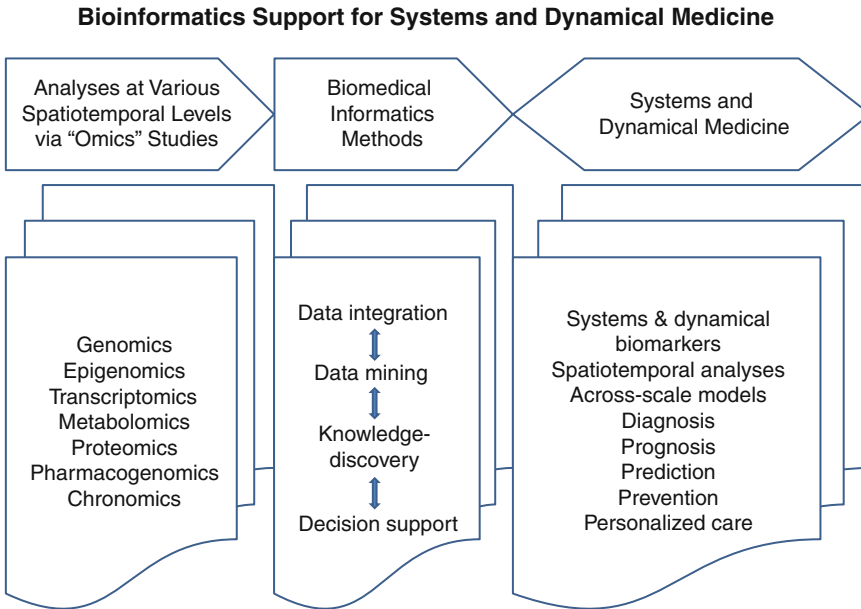 Bioinformatics Support for Systems and Dynamical Medicine
Analyses at Various
Spatiotemporal Levels
via “Omics” Studies
Biomedical
Informatics
Methods
Systems and
Dynamical Medicine
Genomics
Epigenomics
Transcriptomics
Metabolomics
Proteomics
Pharmacogenomics
Chronomics
Data integration
Data mining
Knowledge-
discovery
Decision support
Systems & dynamical
biomarkers
Spatiotemporal analyses
Across-scale models
Diagnosis
Prognosis
Prediction
Prevention
Personalized care